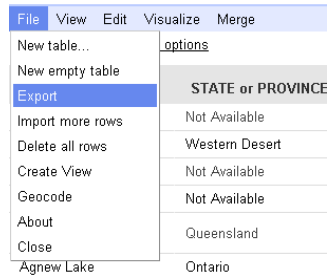 File View Edit Visualize Merge
New table... options
New empty table
Export STATE or PROVINCE
Import more rows Not Available
Delete all rows Western Desert
Create View Not Available
Geocode Not Available
About
Queensland
Close
Agnew Lake Ontario